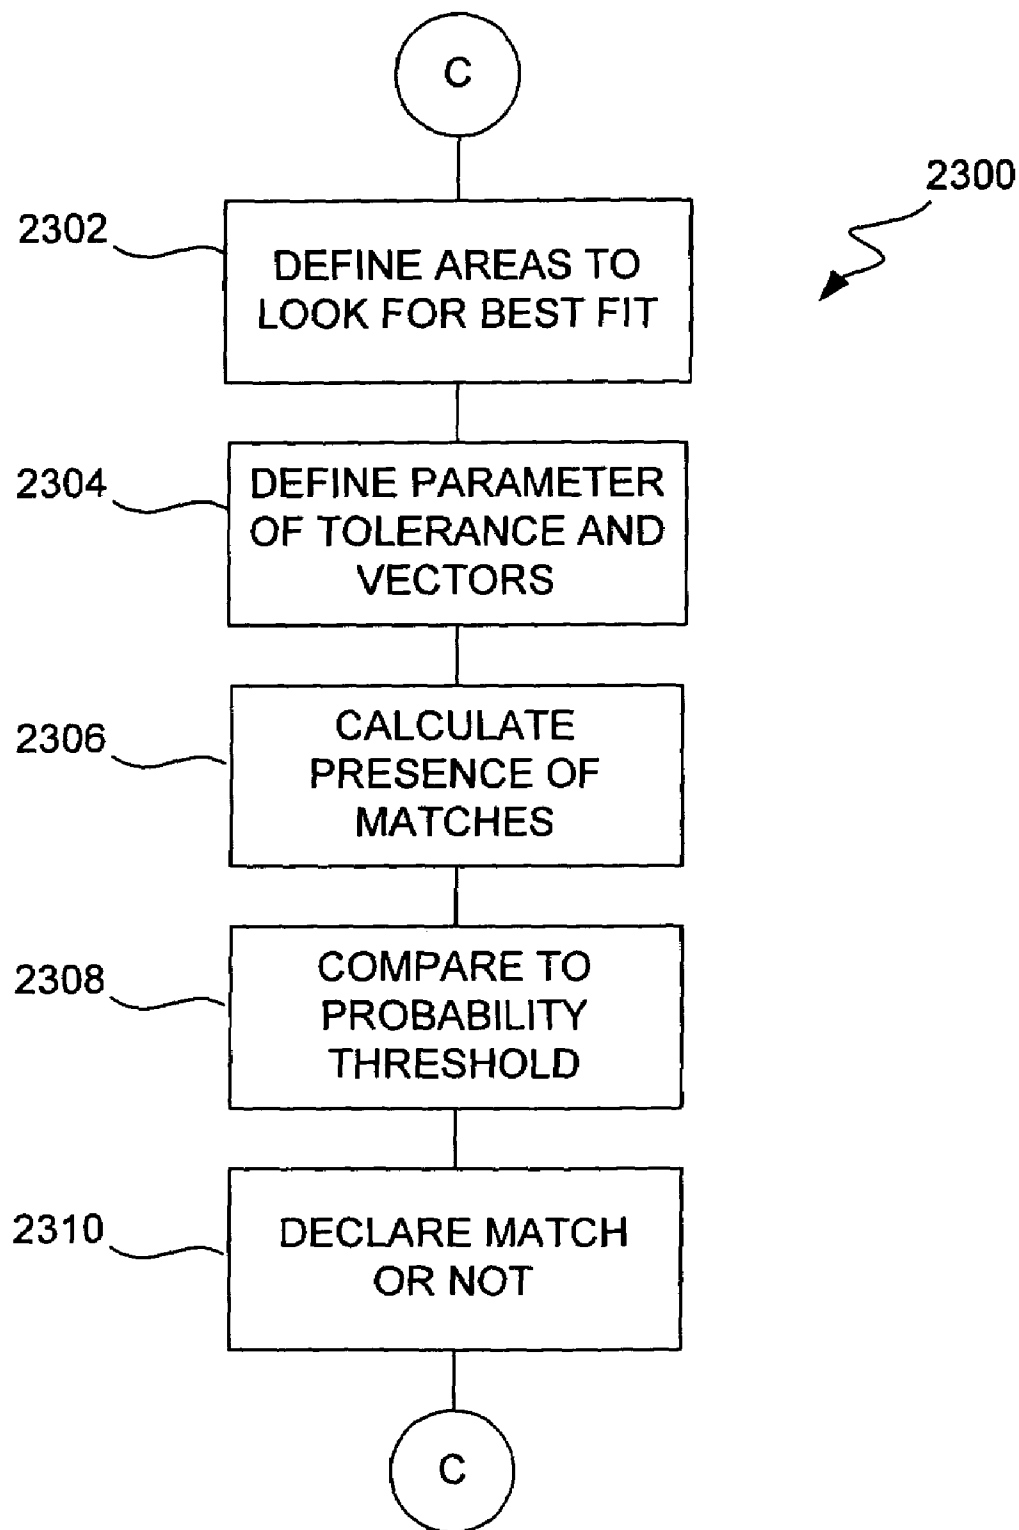 C
2300
2302
DEFINE AREAS TO
LOOK FOR BEST FIT
2304
DEFINE PARAMETER
OF TOLERANCE AND
VECTORS
2306
CALCULATE
PRESENCE OF
MATCHES
2308
COMPARE TO
PROBABILITY
THRESHOLD
2310
DECLARE MATCH
OR NOT
C